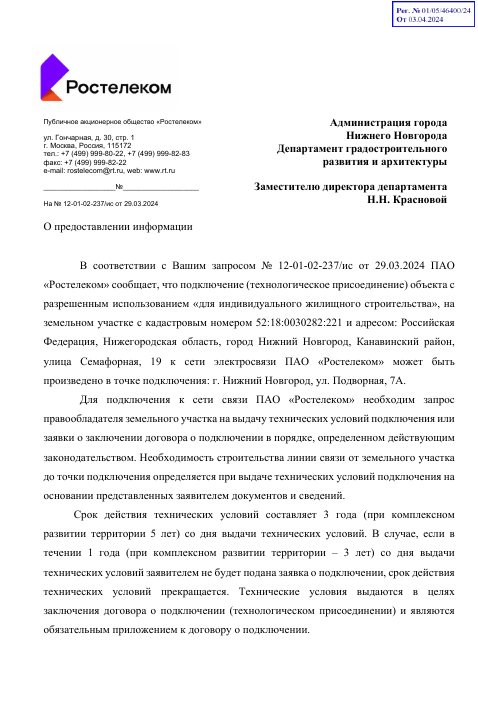 Рег. № 01/05/46400/24
От 03.04.2024
Ростелеком
Публичное акционерное общество «Ростелеком»
ул. Гончарная, д. 30, стр. 1
г. Москва, Россия, 115172
тел.: +7 (499) 999-80-22, +7 (499) 999-82-83
факс: +7 (499) 999-82-22
e-mail: rostelecom@rt.ru, web: www.rt.ru
____________________№_____________________
На № 12-01-02-237/ис от 29.03.2024
Администрация города
Нижнего Новгорода
Департамент градостроительного
развития и архитектуры
Заместителю директора департамента
Н.Н. Красновой
О предоставлении информации
В соответствии с Вашим запросом № 12-01-02-237/ис от 29.03.2024 ПАО
«Ростелеком» сообщает, что подключение (технологическое присоединение) объекта с
разрешенным использованием «для индивидуального жилищного строительства», на
земельном участке с кадастровым номером 52:18:0030282:221 и адресом: Российская
Федерация, Нижегородская область, город Нижний Новгород, Канавинский район,
улица Семафорная, 19 к сети электросвязи ПАО «Ростелеком» может быть
произведено в точке подключения: г. Нижний Новгород, ул. Подворная, 7А.
Для подключения к сети связи ПАО «Ростелеком» необходим запрос
правообладателя земельного участка на выдачу технических условий подключения или
заявки о заключении договора о подключении в порядке, определенном действующим
законодательством. Необходимость строительства линии связи от земельного участка
до точки подключения определяется при выдаче технических условий подключения на
основании представленных заявителем документов и сведений.
Срок действия технических условий составляет 3 года (при комплексном
развитии территории 5 лет) со дня выдачи технических условий. В случае, если в
течении 1 года (при комплексном развитии территории – 3 лет) со дня выдачи
технических условий заявителем не будет подана заявка о подключении, срок действия
технических условий прекращается. Технические условия выдаются в целях
заключения договора о подключении (технологическом присоединении) и являются
обязательным приложением к договору о подключении.